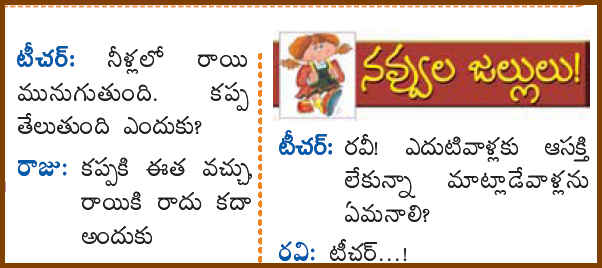 టీచర్: నీళ్లలో రాయి
మునుగుతుంది. కప్ప
తేలుతుంది ఎందుకు?
రాజు: కప్పకి ఈత వచ్చు,
రాయికి రాదు కదా
అందుకు
నవ్వుల జల్లులు!
టీచర్: రవీ! ఎదుటివాళ్లకు ఆసక్తి
లేకున్నా మాట్లాడేవాళ్లను
ఏమనాలి?
రవి: టీచర్...!